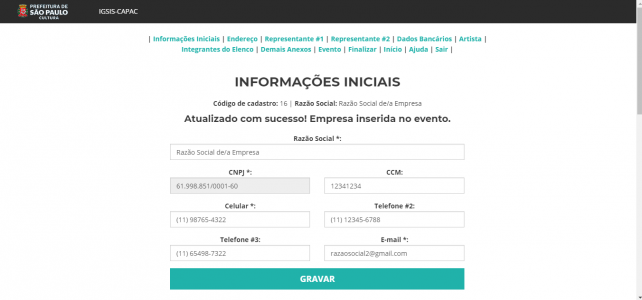 PREFEITURA DE
SÃO PAULO
CULTURA
IGSIS-CAPAC
| Informações Iniciais | Endereço | Representante #1 | Representante #2 | Dados Bancários | Artista |
Integrantes do Elenco | Demais Anexos | Evento | Finalizar | Início | Ajuda | Sair |
INFORMAÇÕES INICIAIS
Código de cadastro: 16 | Razão Social: Razão Social de/a Empresa
Atualizado com sucesso! Empresa inserida no evento.
Razão Social *:
Razão Social de/a Empresa
CNPJ *: CCM:
61.998.851/0001-60 12341234
Celular *: Telefone #2:
(11) 98765-4322 (11) 12345-6788
Telefone #3: E-mail *:
(11) 65498-7322 razaosocial2@gmail.com
GRAVAR